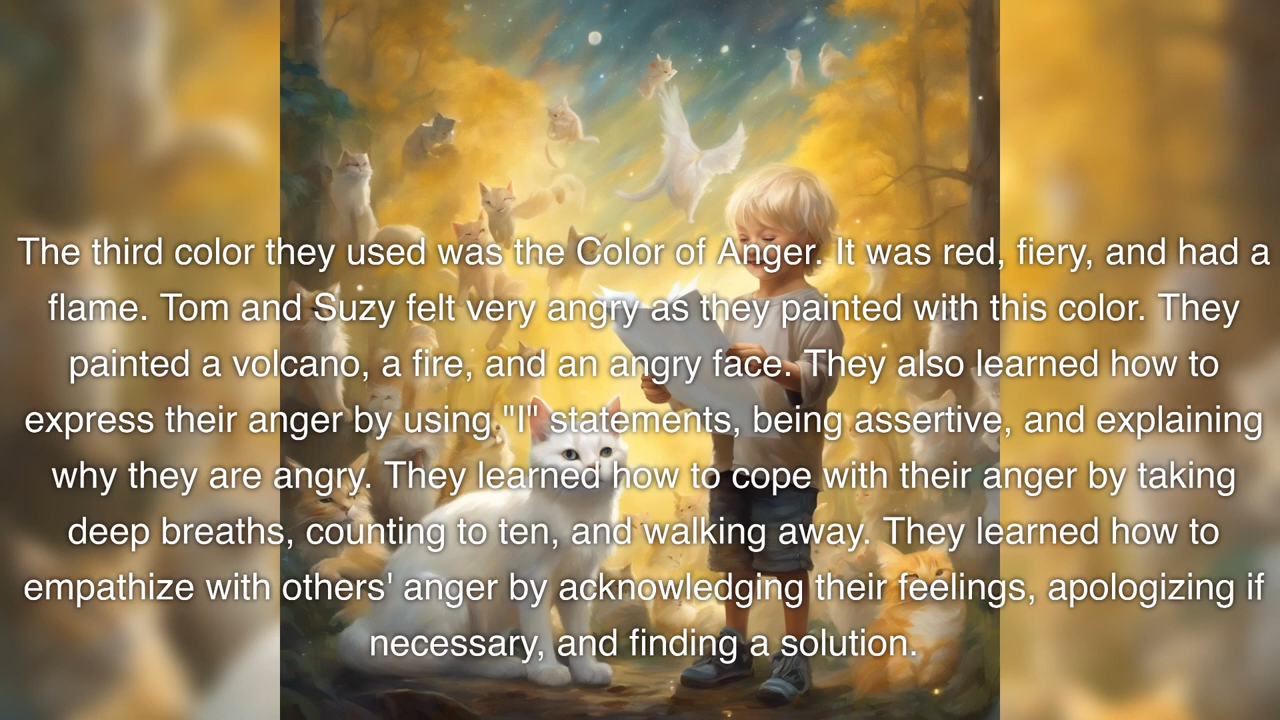 The third color they used was the Color of Anger. It was red, fiery, and had a
flame. Tom and Suzy felt very angry as they painted with this color. They
painted a volcano, a fire, and an angry face. They also learned how to
express their anger by using "I" statements, being assertive, and explaining
why they are angry. They learned how to cope with their anger by taking
deep breaths, counting to ten, and walking away. They learned how to
empathize with others' anger by acknowledging their feelings, apologizing if
necessary, and finding a solution.